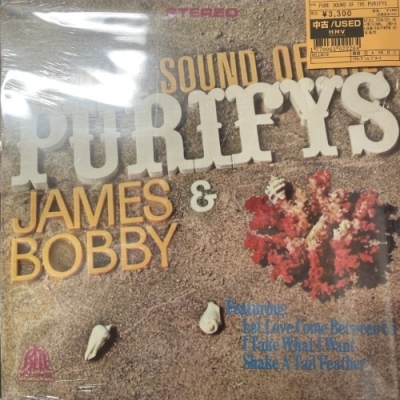 STEREO
PURE SOUND OF THE PURIFYS
¥3,300
中古/USED
HMV
SOUND OF
PURIFYS
JAMES &
BOBBY
Featuring:
Let Love Come Between Us
I Take What I Want
Shake A Tail Feather